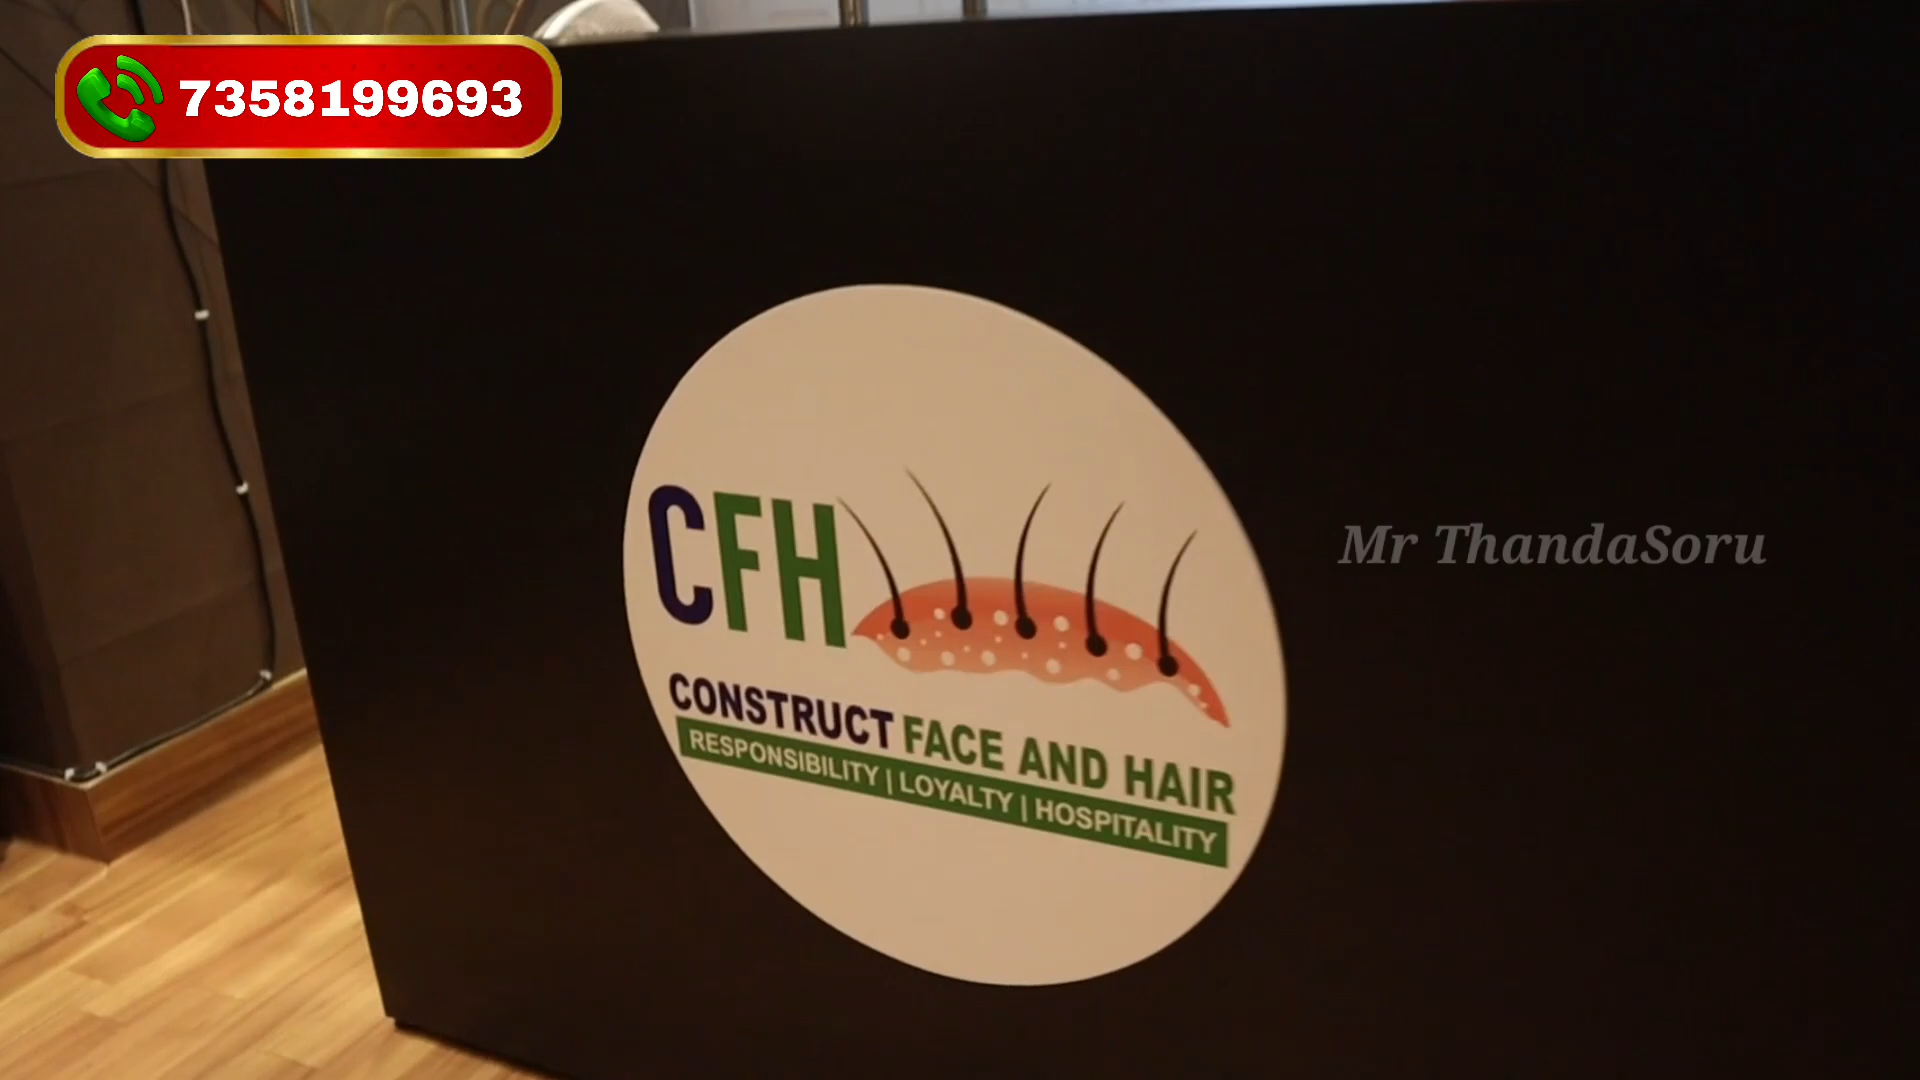 7358199693
CFH
CONSTRUCT FACE AND HAIR
RESPONSIBILITY | LOYALTY | HOSPITALITY
Mr ThandaSoru